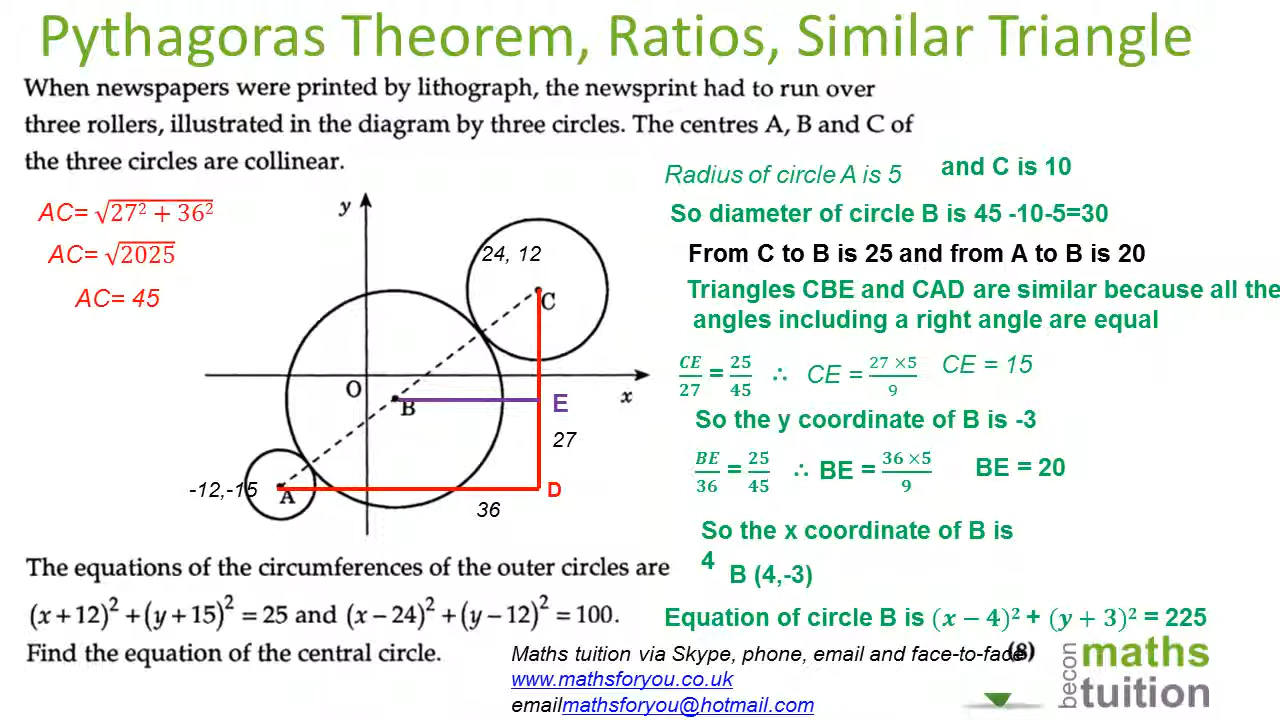 Pythagoras Theorem, Ratios, Similar Triangle
When newspapers were printed by lithograph, the newsprint had to run over
three rollers, illustrated in the diagram by three circles. The centres A, B and C of
the three circles are collinear.
AC= √(27² + 36²)
AC= √2025
AC= 45
y
24, 12
C
O
x
B
E
27
-12,-15
A
D
36
Radius of circle A is 5 and C is 10
So diameter of circle B is 45 -10-5=30
From C to B is 25 and from A to B is 20
Triangles CBE and CAD are similar because all the
angles including a right angle are equal
CE/27 = 25/45 ∴ CE = (27 ×5)/9 CE = 15
So the y coordinate of B is -3
BE/36 = 25/45 ∴ BE = (36 ×5)/9 BE = 20
So the x coordinate of B is
4
B (4,-3)
Equation of circle B is (x − 4)² + (y + 3)² = 225
The equations of the circumferences of the outer circles are
(x+12)² +(y+15)² = 25 and (x−24)² +(y−12)² =100.
Find the equation of the central circle.
(8)
Maths tuition via Skype, phone, email and face-to-face
www.mathsforyou.co.uk
emailmathsforyou@hotmail.com
becon
maths
tuition